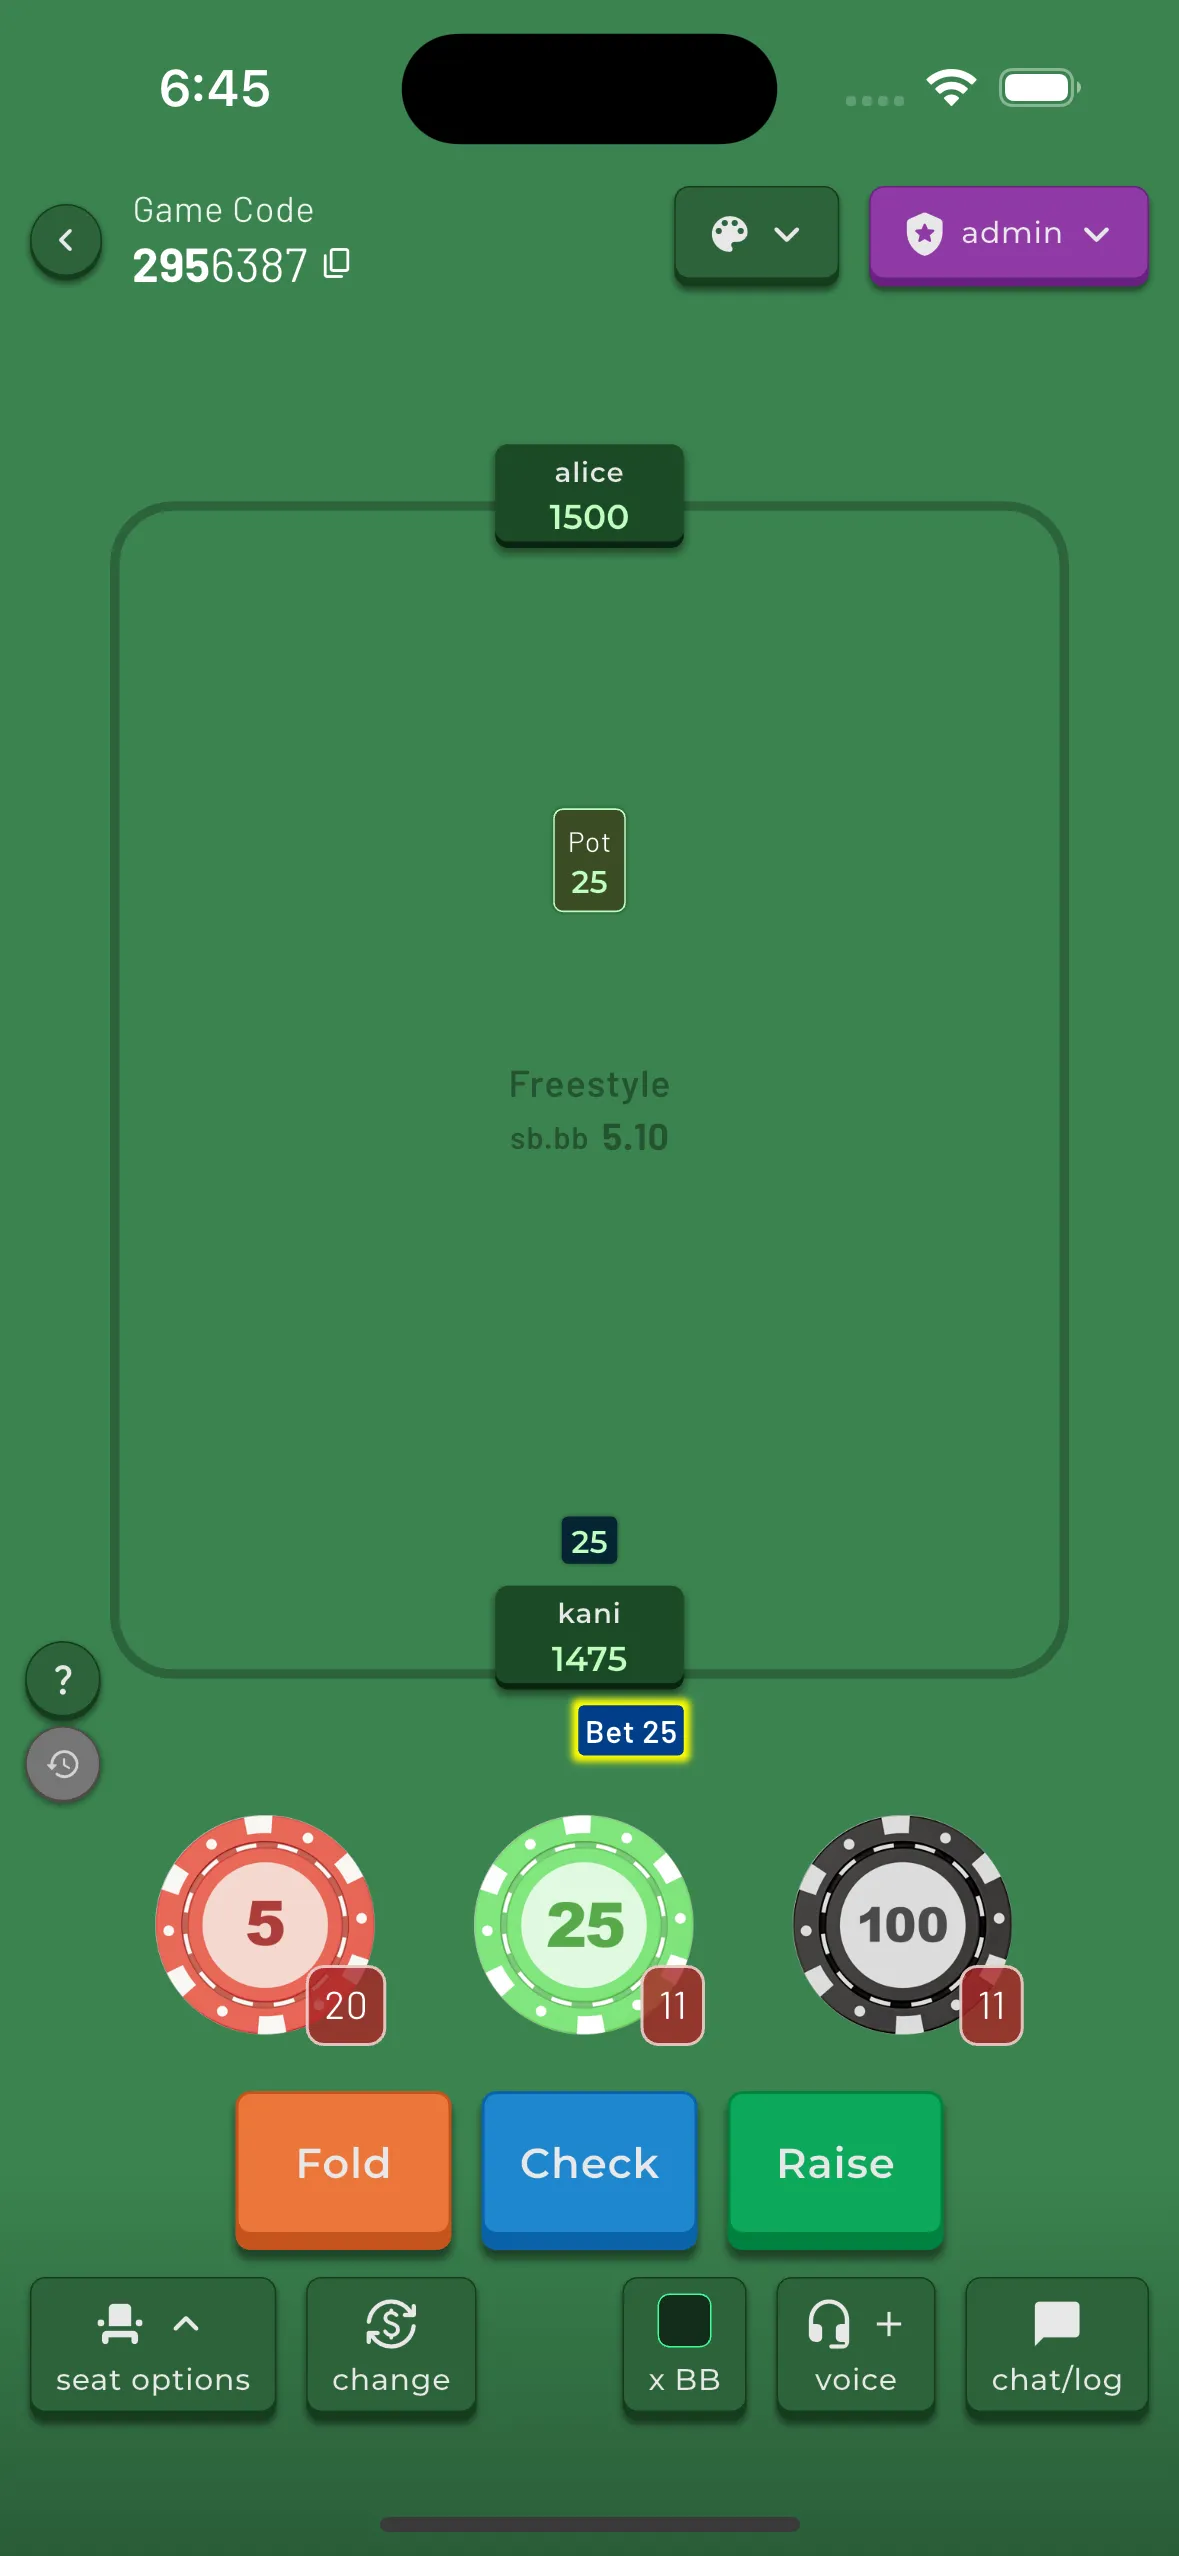 6:45
Game Code
2956387
admin
alice
1500
Pot
25
Freestyle
sb.bb 5.10
25
kani
1475
?
Bet 25
5
20
25
11
100
11
Fold
Check
Raise
seat options
change
x BB
voice
chat/log